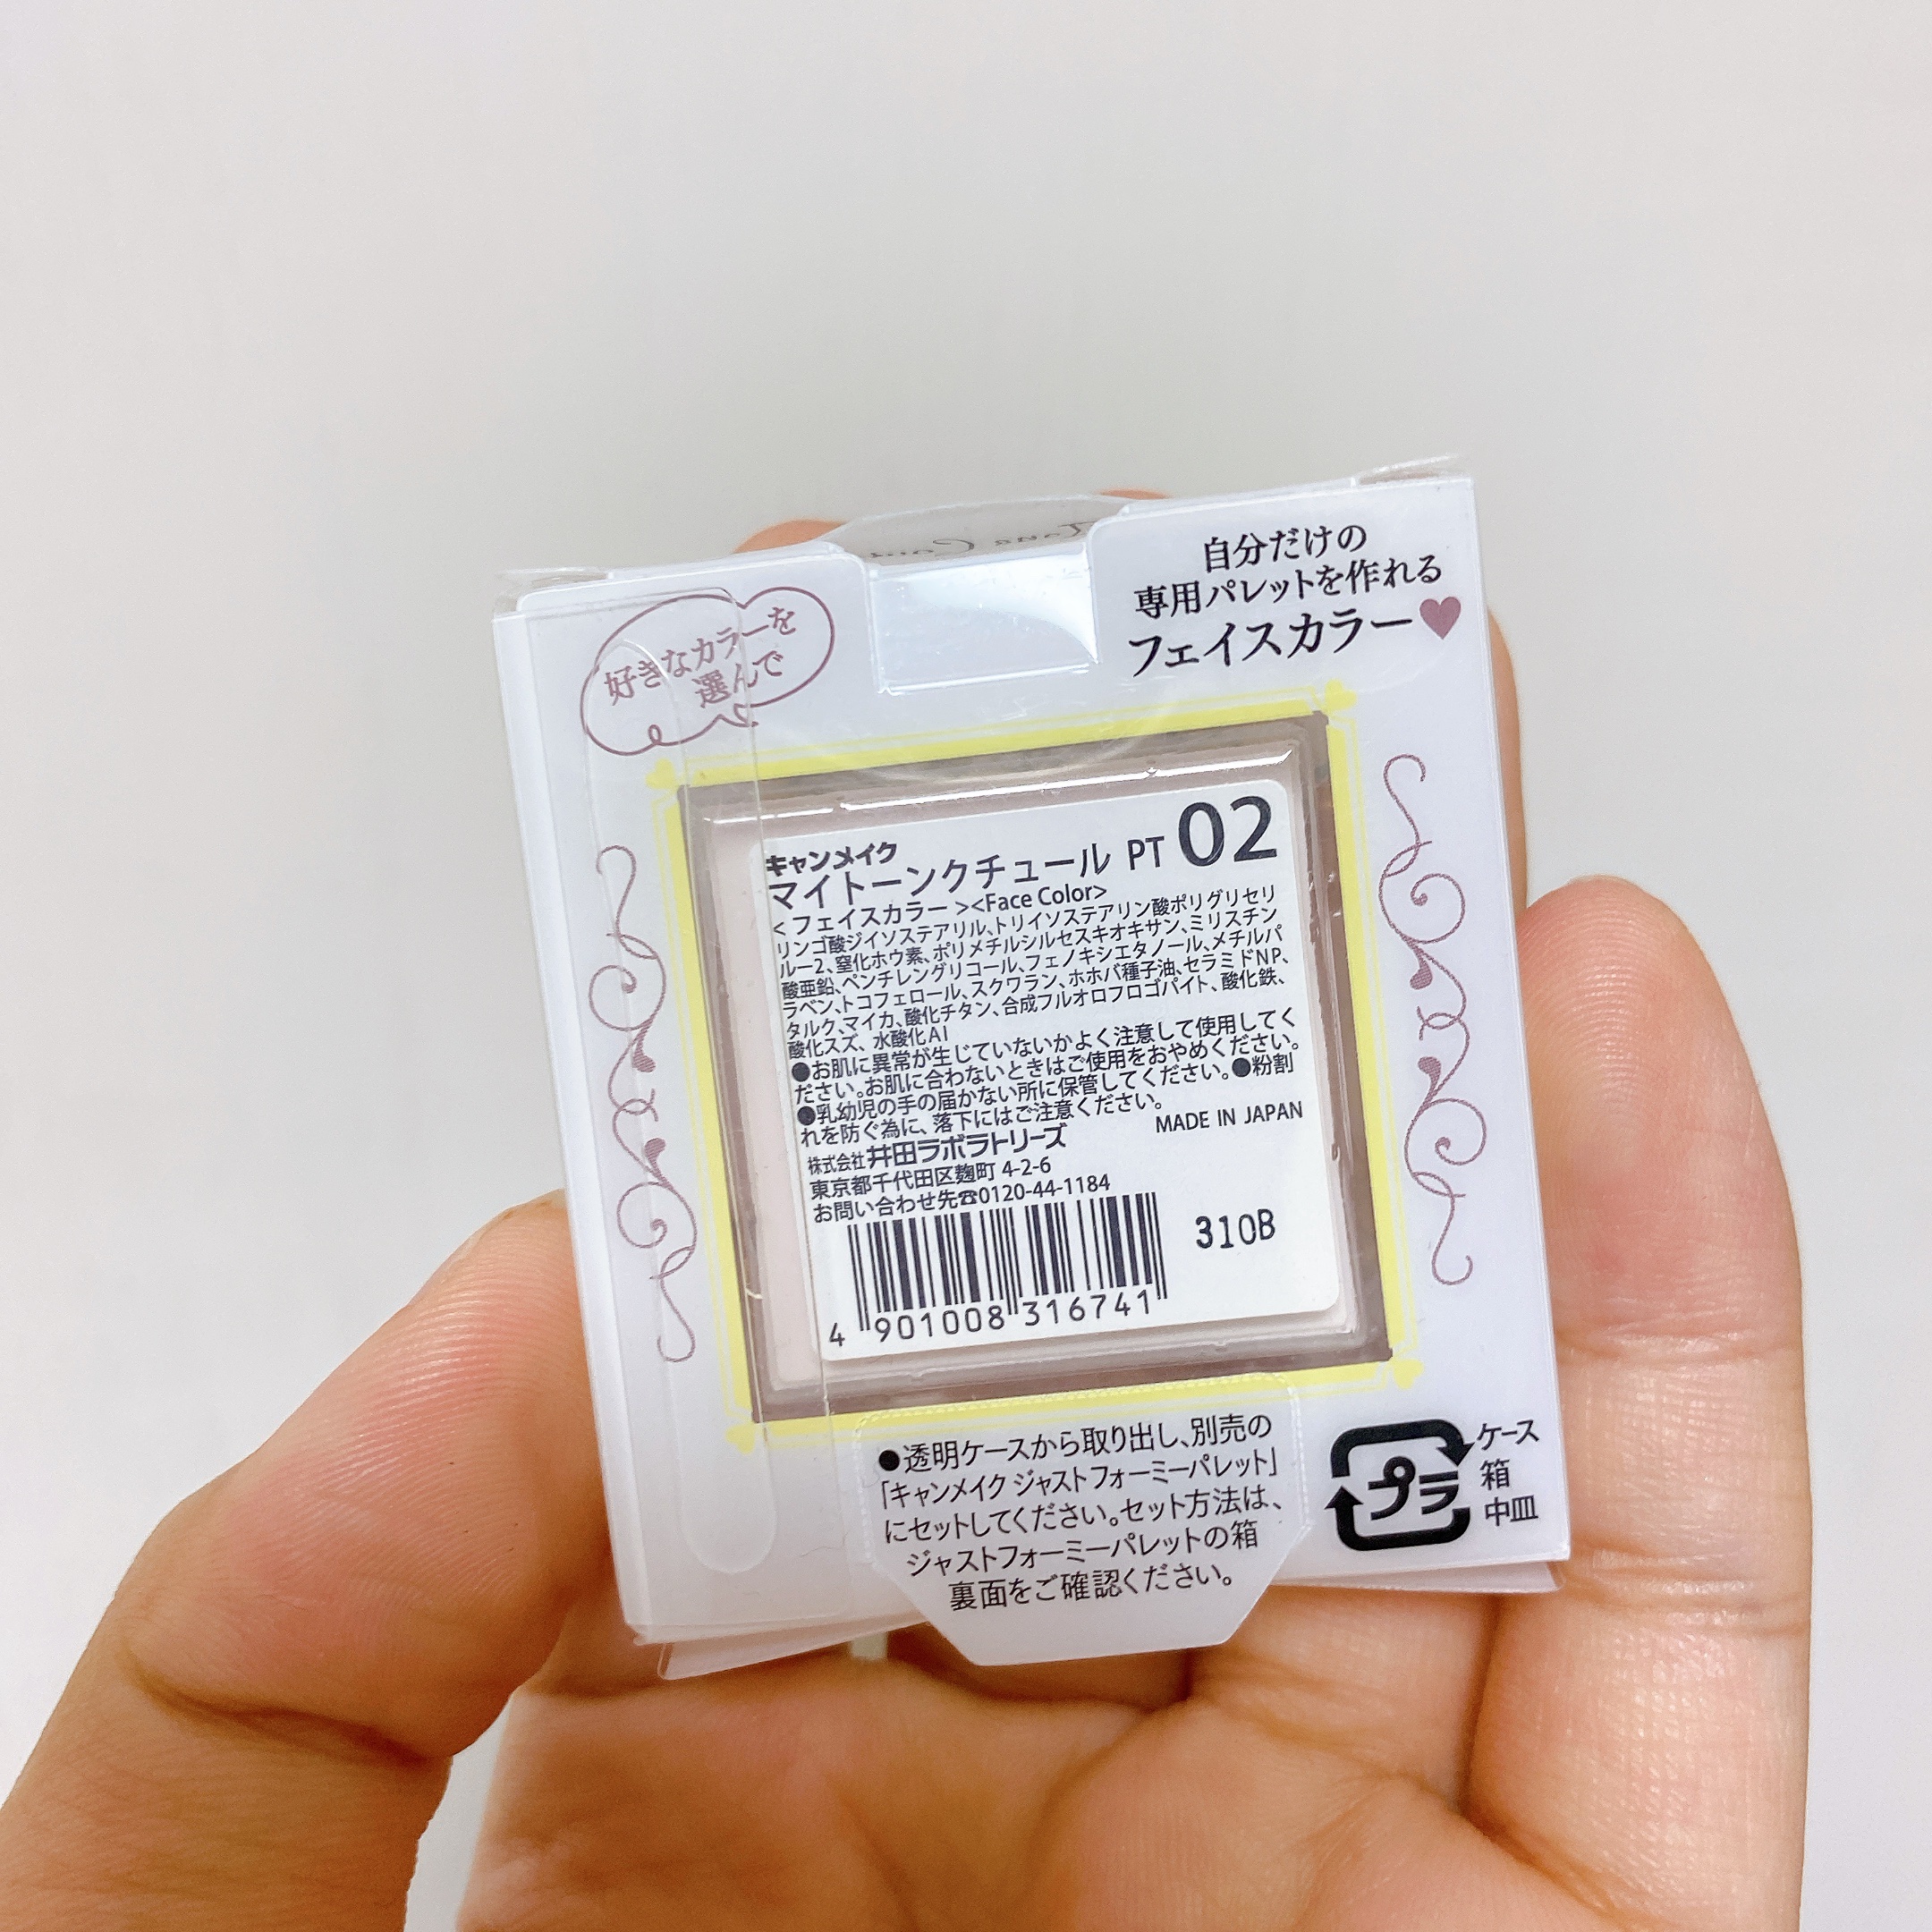 好きなカラーを
選んで
自分だけの
専用パレットを作れる
フェイスカラー♥
キャンメイク
マイトーンクチュール PT 02
<フェイスカラー><Face Color>
リンゴ酸ジイソステアリル、トリイソステアリン酸ポリグリセリ
ルー2、窒化ホウ素、ポリメチルシルセスキオキサン、ミリスチン
酸亜鉛、ペンチレングリコール、フェノキシエタノール、メチルパ
ラベン、トコフェロール、スクワラン、ホホバ種子油、セラミドNP、
タルク、マイカ、酸化チタン、合成フルオロフロゴパイト、酸化鉄、
酸化スズ、水酸化Al
●お肌に異常が生じていないかよく注意して使用してく
ださい。お肌に合わないときはご使用をおやめください。
●乳幼児の手の届かない所に保管してください。●粉割
れを防ぐ為に、落下にはご注意ください。
MADE IN JAPAN
株式会社井田ラボラトリーズ
東京都千代田区麹町 4-2-6
お問い合わせ先☎0120-44-1184
310B
4 901008 316741
●透明ケースから取り出し、別売の
「キャンメイク ジャストフォーミーパレット」
にセットしてください。セット方法は、
ジャストフォーミーパレットの箱
裏面をご確認ください。
プラ
ケース
箱
中皿